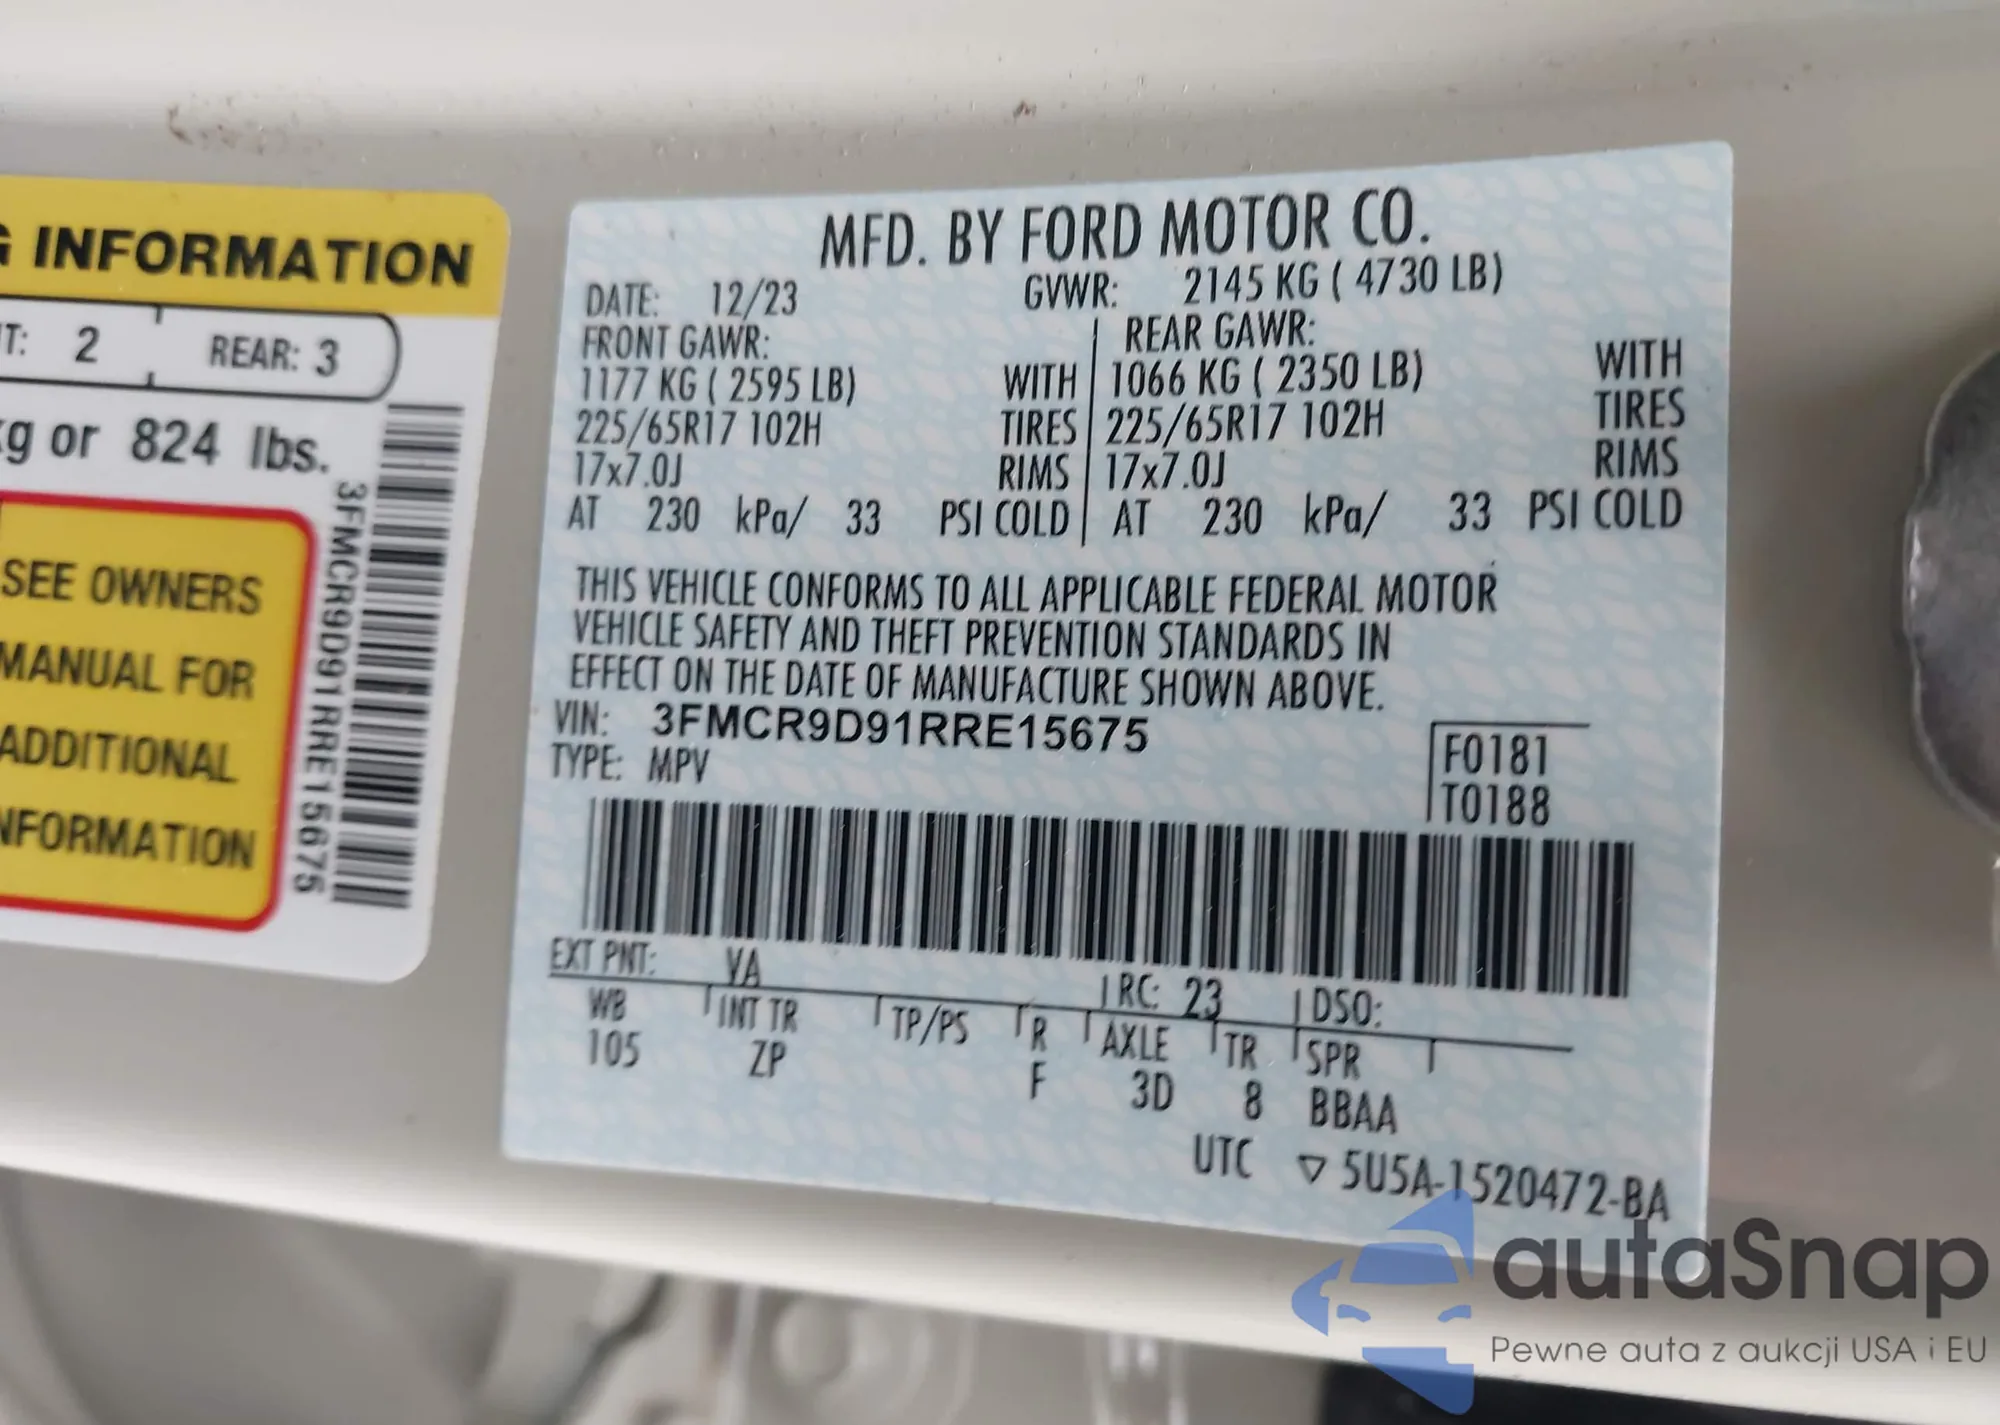 G INFORMATION
T: 2 REAR: 3
kg or 824 lbs.
SEE OWNERS
MANUAL FOR
ADDITIONAL
INFORMATION
3FMCR9D91RRE15675
MFD. BY FORD MOTOR CO.
DATE: 12/23 GVWR: 2145 KG ( 4730 LB)
FRONT GAWR: REAR GAWR:
1177 KG ( 2595 LB) WITH 1066 KG ( 2350 LB) WITH
225/65R17 102H TIRES 225/65R17 102H TIRES
17x7.0J RIMS 17x7.0J RIMS
AT 230 kPa/ 33 PSI COLD AT 230 kPa/ 33 PSI COLD
THIS VEHICLE CONFORMS TO ALL APPLICABLE FEDERAL MOTOR
VEHICLE SAFETY AND THEFT PREVENTION STANDARDS IN
EFFECT ON THE DATE OF MANUFACTURE SHOWN ABOVE.
VIN: 3FMCR9D91RRE15675
TYPE: MPV
F0181
T0188
EXT PNT: YA RC: 23 DSO:
WB INT TR TP/PS R AXLE TR SPR
105 ZP F 3D 8 BBAA
UTC ▽ 5U5A-1520472-BA
autaSnap
Pewne auta z aukcji USA i EU